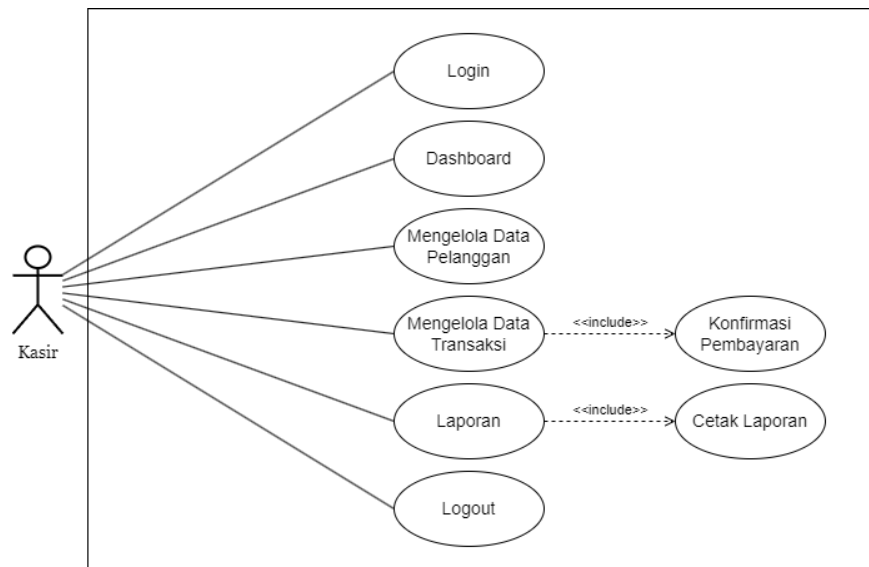 Login
Dashboard
Mengelola Data
Pelanggan
Mengelola Data
Transaksi
<<include>>
Konfirmasi
Pembayaran
Kasir
Laporan
<<include>>
Cetak Laporan
Logout